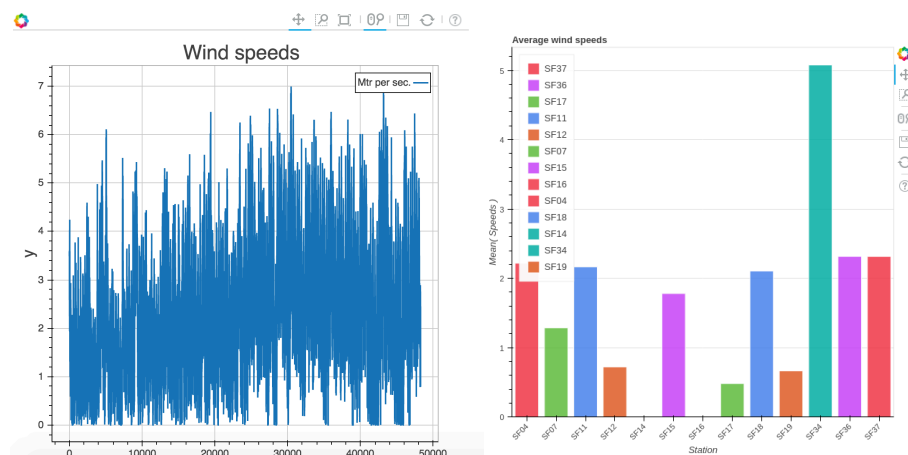 Wind speeds
Mtr per sec.
7
6
5
4
3
2
1
0
y
0 10000 20000 30000 40000 50000
Average wind speeds
SF37
SF36
SF17
SF11
SF12
SF07
SF15
SF16
SF04
SF18
SF14
SF34
SF19
5
4
3
2
1
0
Mean( Speeds )
SF04 SF07 SF11 SF12 SF14 SF15 SF16 SF17 SF18 SF19 SF34 SF36 SF37
Station